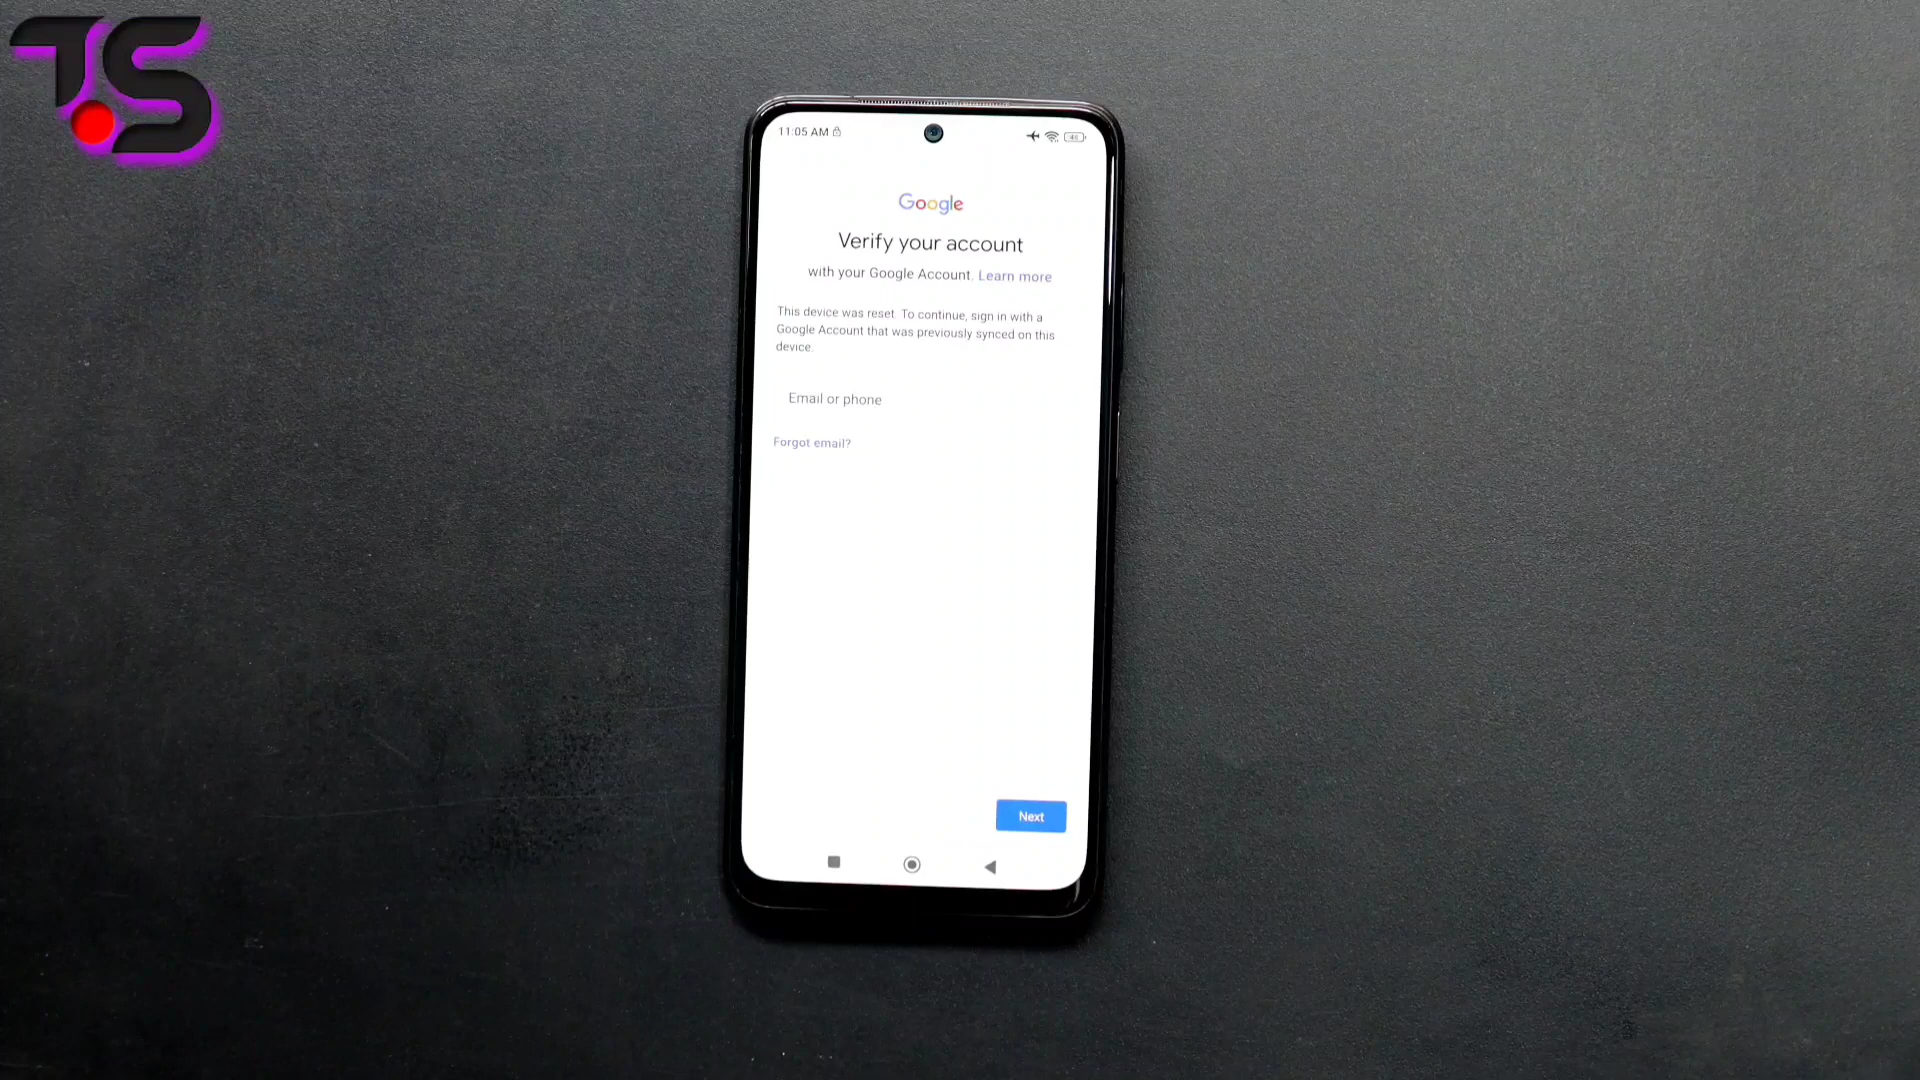 T.S
11:05 AM
Google
Verify your account
with your Google Account. Learn more
This device was reset. To continue, sign in with a
Google Account that was previously synced on this
device.
Email or phone
Forgot email?
Next